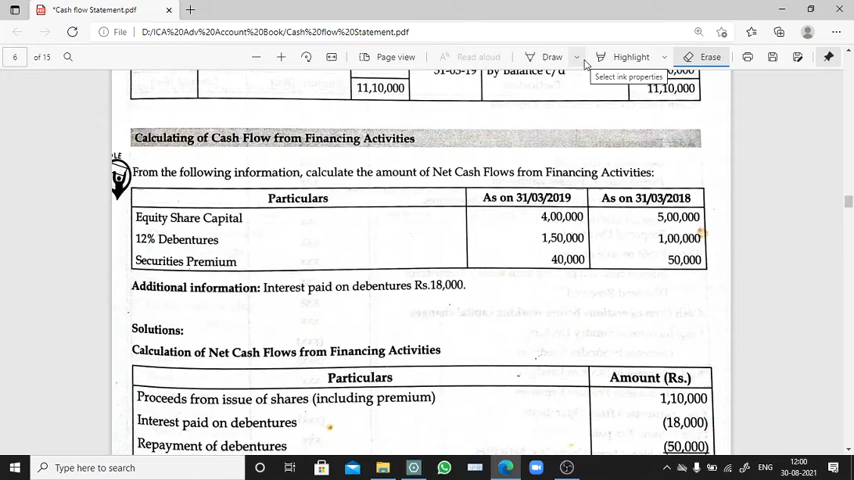 *Cash flow Statement.pdf
File D:/ICA%20Adv%20Account%20Book/Cash%20flow%20Statement.pdf
6 of 15 Page view Read aloud Draw Highlight Erase
Select ink properties
31-03-19 By Balance c/d
11,10,000 11,10,000
Calculating of Cash Flow from Financing Activities
From the following information, calculate the amount of Net Cash Flows from Financing Activities:
Particulars As on 31/03/2019 As on 31/03/2018
Equity Share Capital 4,00,000 5,00,000
12% Debentures 1,50,000 1,00,000
Securities Premium 40,000 50,000
Additional information: Interest paid on debentures Rs.18,000.
Solutions:
Calculation of Net Cash Flows from Financing Activities
Particulars Amount (Rs.)
Proceeds from issue of shares (including premium) 1,10,000
Interest paid on debentures (18,000)
Repayment of debentures (50,000)
Type here to search
ENG
12:00
30-08-2021